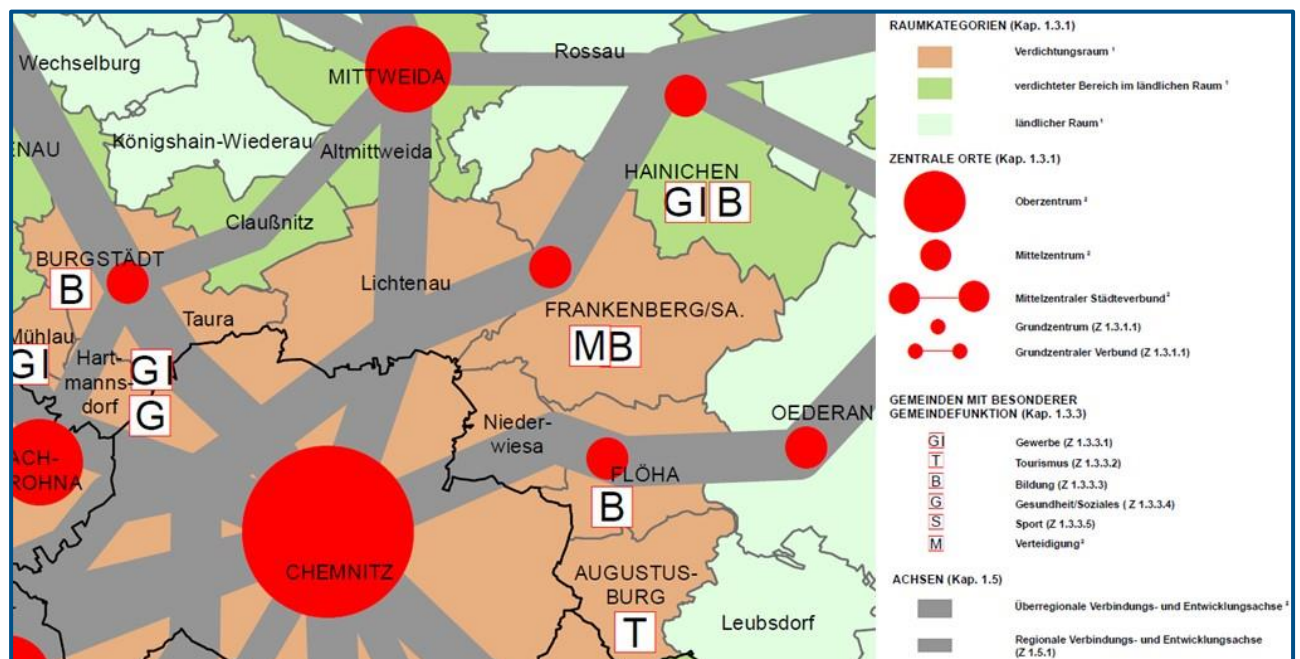 Wechselburg
Rossau
MITTWEIDA
ENAU
Königshain-Wiederau
Altmittweida
HAINICHEN
GI B
Claußnitz
BURGSTÄDT
B
Lichtenau
Taura
FRANKENBERG/SA.
MB
Mühlau
GI
Hart-
manns-
dorf
GI
G
Nieder-
wiesa
OEDERAN
ACH-
ROHNA
FLÖHA
B
CHEMNITZ
AUGUSTUS-
BURG
T
Leubsdorf
RAUMKATEGORIEN (Kap. 1.3.1)
Verdichtungsraum ¹
verdichteter Bereich im ländlichen Raum ¹
ländlicher Raum ¹
ZENTRALE ORTE (Kap. 1.3.1)
Oberzentrum ²
Mittelzentrum ²
Mittelzentraler Städteverbund ²
Grundzentrum (Z 1.3.1.1)
Grundzentraler Verbund (Z 1.3.1.1)
GEMEINDEN MIT BESONDERER
GEMEINDEFUNKTION (Kap. 1.3.3)
GI Gewerbe (Z 1.3.3.1)
T Tourismus (Z 1.3.3.2)
B Bildung (Z 1.3.3.3)
G Gesundheit/Soziales ( Z 1.3.3.4)
S Sport (Z 1.3.3.5)
M Verteidigung ²
ACHSEN (Kap. 1.5)
Überregionale Verbindungs- und Entwicklungsachse ²
Regionale Verbindungs- und Entwicklungsachse
(Z 1.5.1)